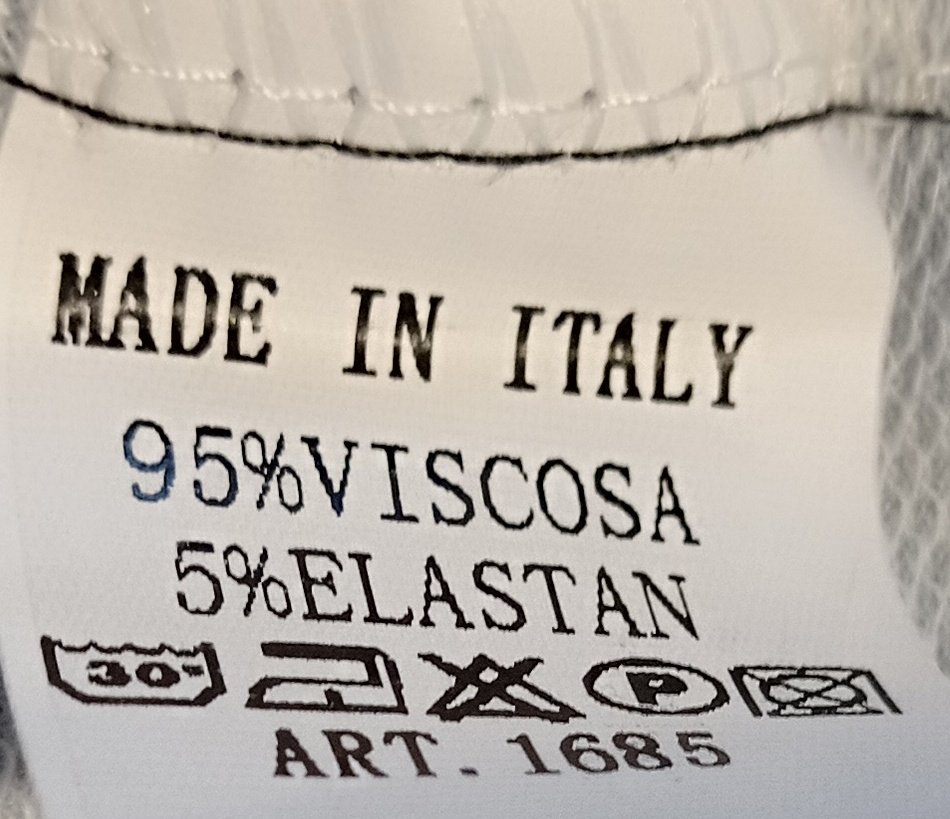 MADE IN ITALY
95%VISCOSA
5%ELASTAN
30° P
ART.1685